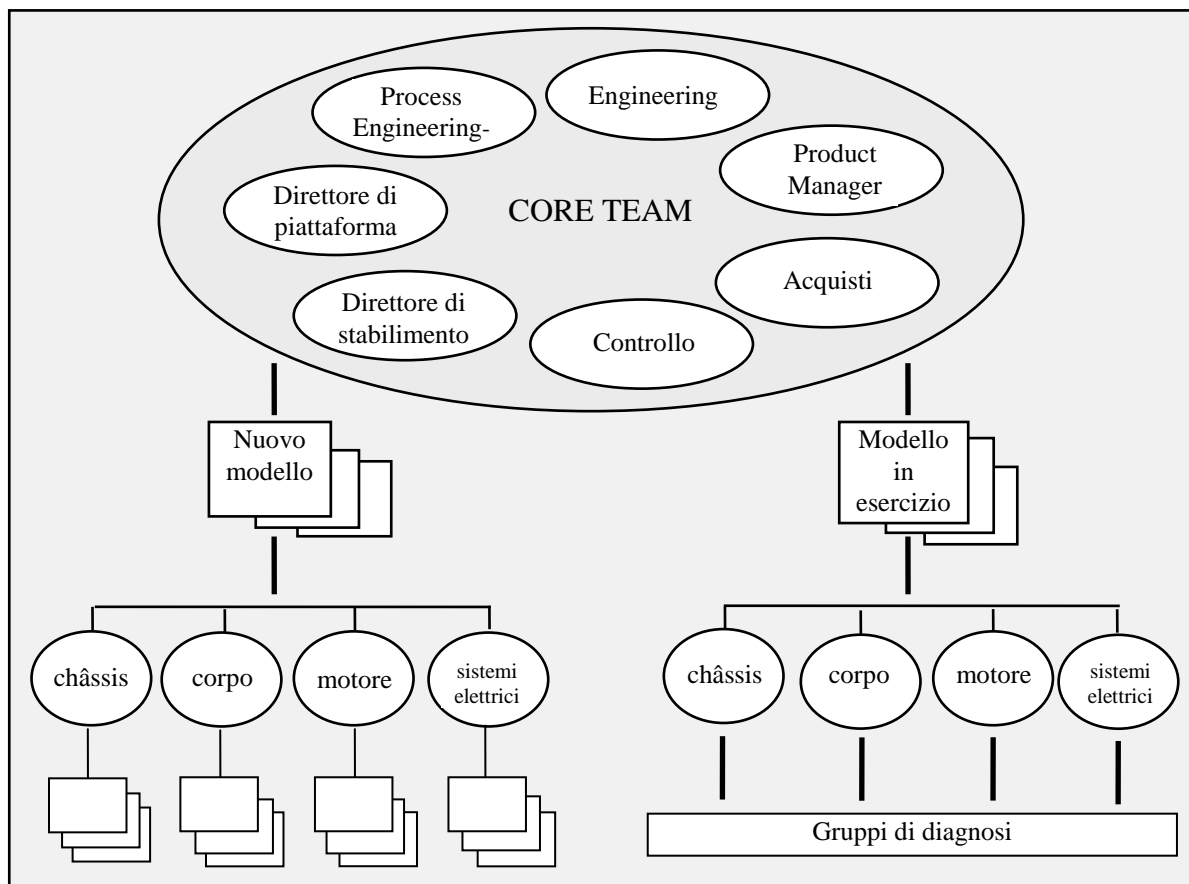 Process
Engineering-
Engineering
Product
Manager
Direttore di
piattaforma
CORE TEAM
Acquisti
Direttore di
stabilimento
Controllo
Nuovo
modello
Modello
in
esercizio
châssis
corpo
motore
sistemi
elettrici
châssis
corpo
motore
sistemi
elettrici
Gruppi di diagnosi